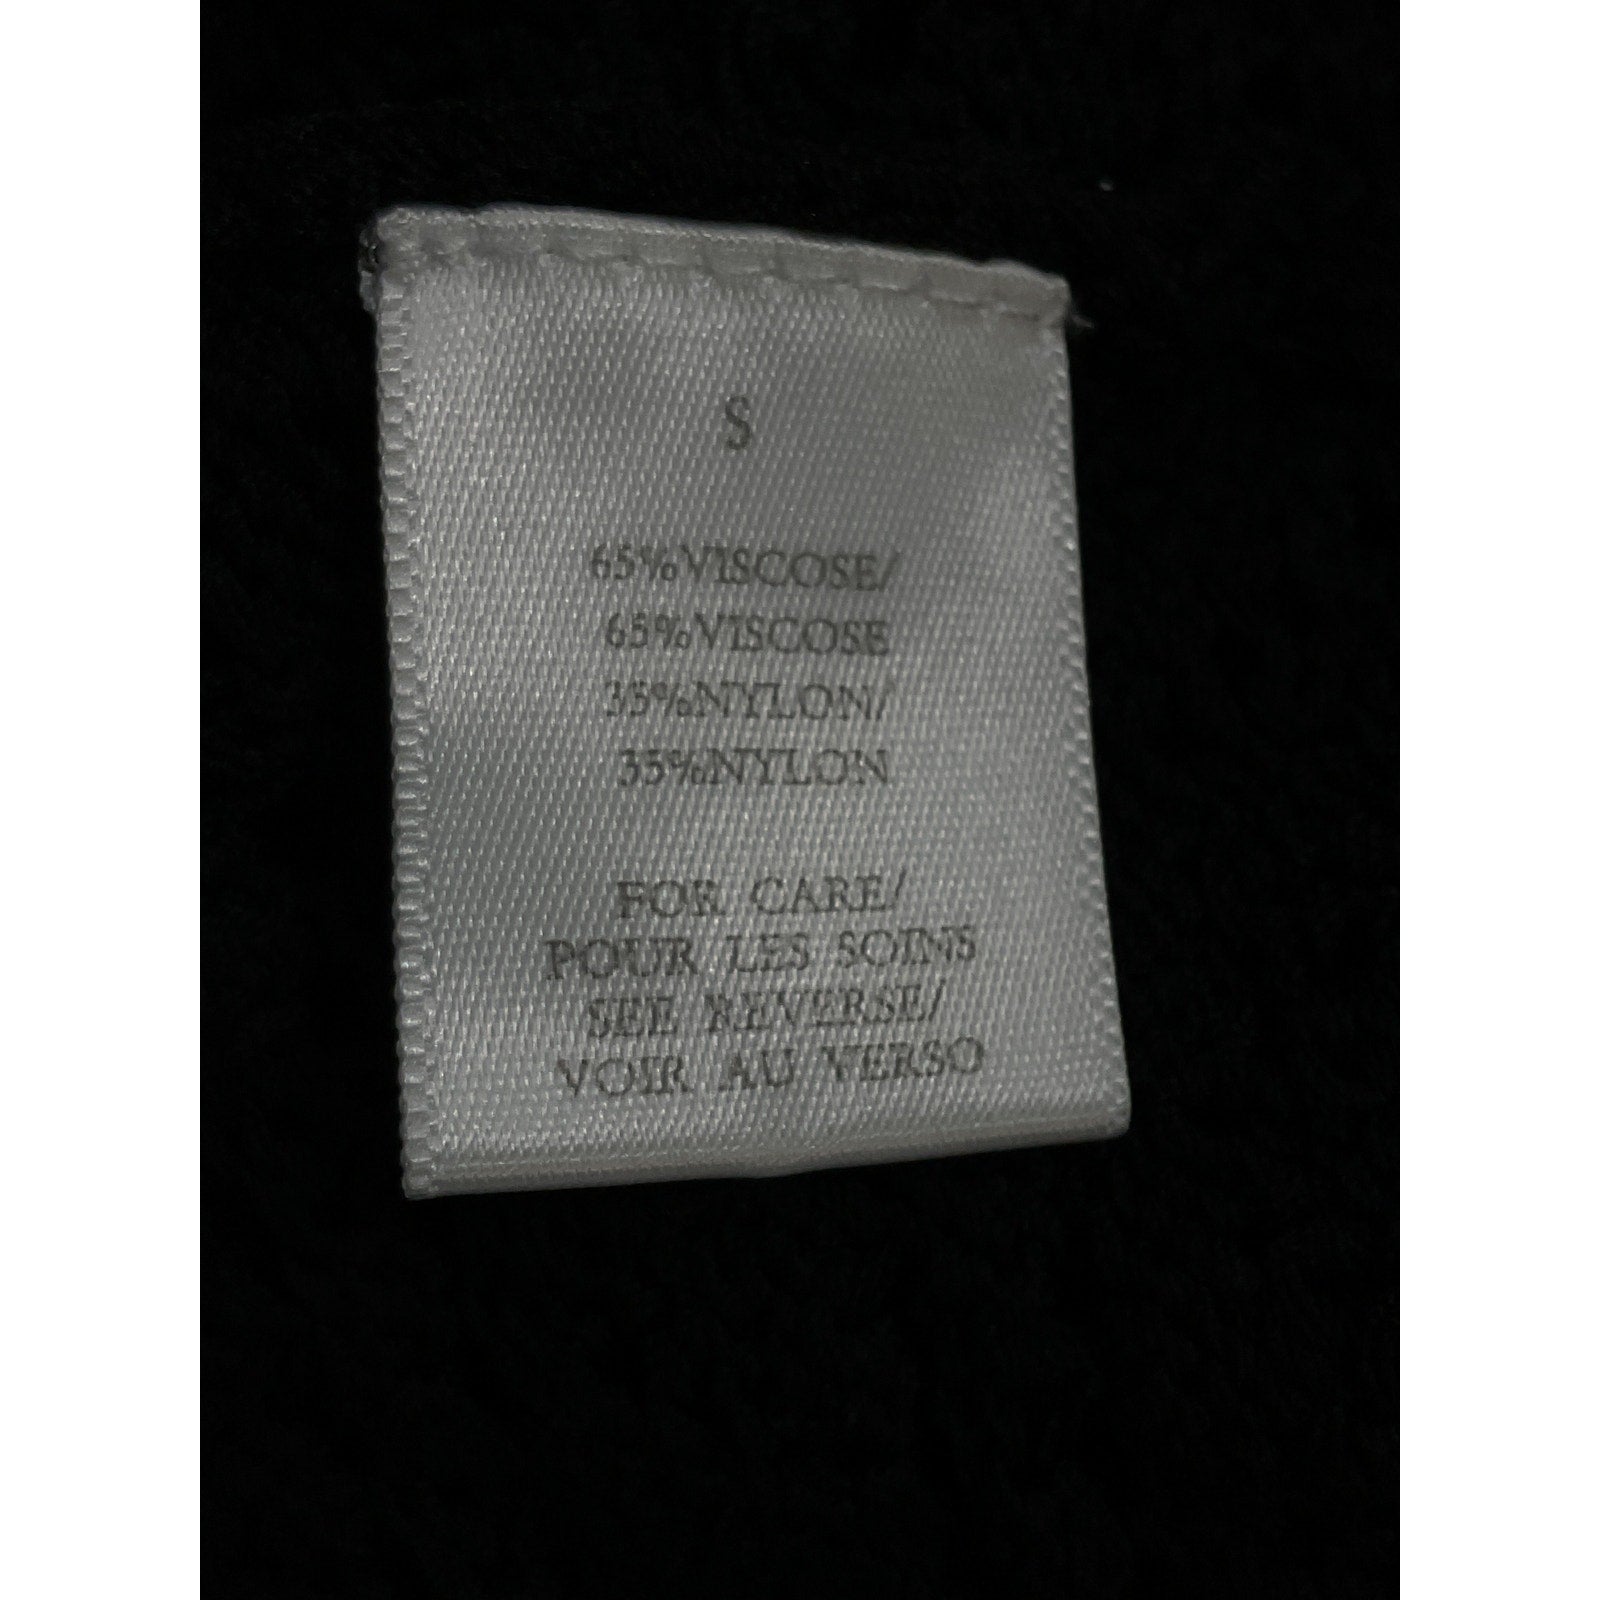 S
65%VISCOSE/
65%VISCOSE
35%NYLON/
35%NYLON
FOR CARE/
POUR LES SOINS
SEE REVERSE/
VOIR AU VERSO